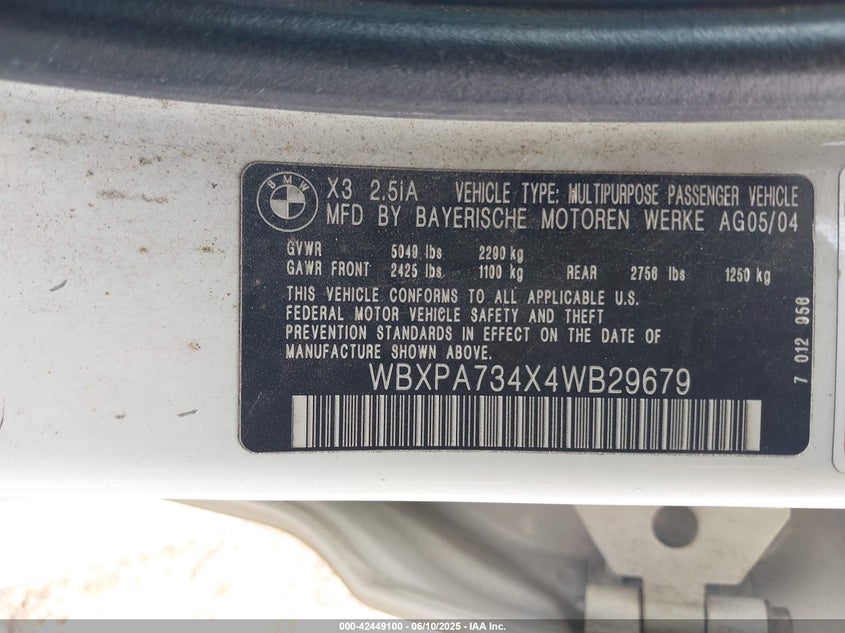 BMW
X3 2.5iA VEHICLE TYPE: MULTIPURPOSE PASSENGER VEHICLE
MFD BY BAYERISCHE MOTOREN WERKE AG05/04
GVWR 5049 lbs 2290 kg
GAWR FRONT 2425 lbs 1100 kg REAR 2756 lbs 1250 kg
THIS VEHICLE CONFORMS TO ALL APPLICABLE U.S.
FEDERAL MOTOR VEHICLE SAFETY AND THEFT
PREVENTION STANDARDS IN EFFECT ON THE DATE OF
MANUFACTURE SHOWN ABOVE.
WBXPA734X4WB29679
7 012 958
000-42449100 - 06/10/2025 - IAA Inc.